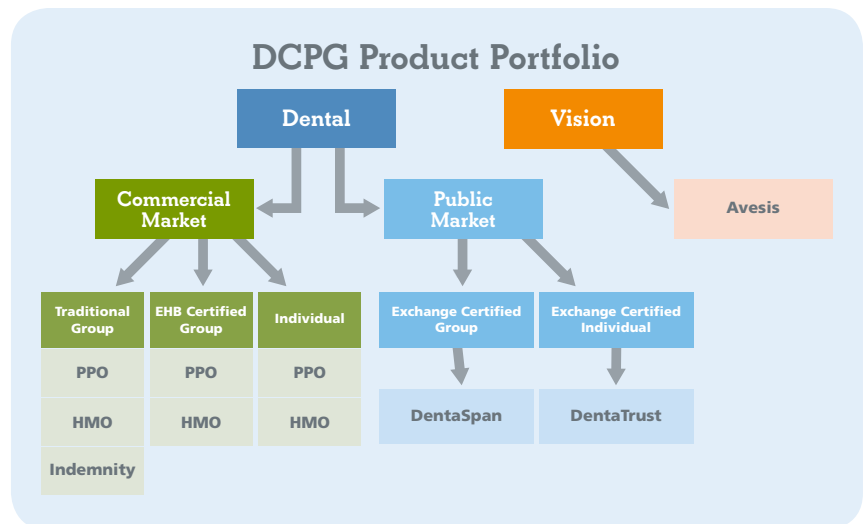 DCPG Product Portfolio
Dental
Vision
Commercial
Market
Public
Market
Avesis
Traditional
Group
EHB Certified
Group
Individual
Exchange Certified
Group
Exchange Certified
Individual
PPO
PPO
PPO
HMO
HMO
HMO
DentaSpan
DentaTrust
Indemnity